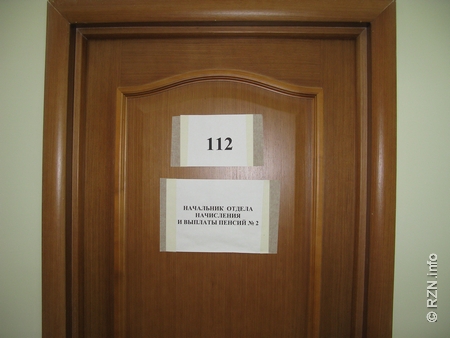 112
НАЧАЛЬНИК ОТДЕЛА
НАЧИСЛЕНИЯ
И ВЫПЛАТЫ ПЕНСИЙ № 2
© RZN.info